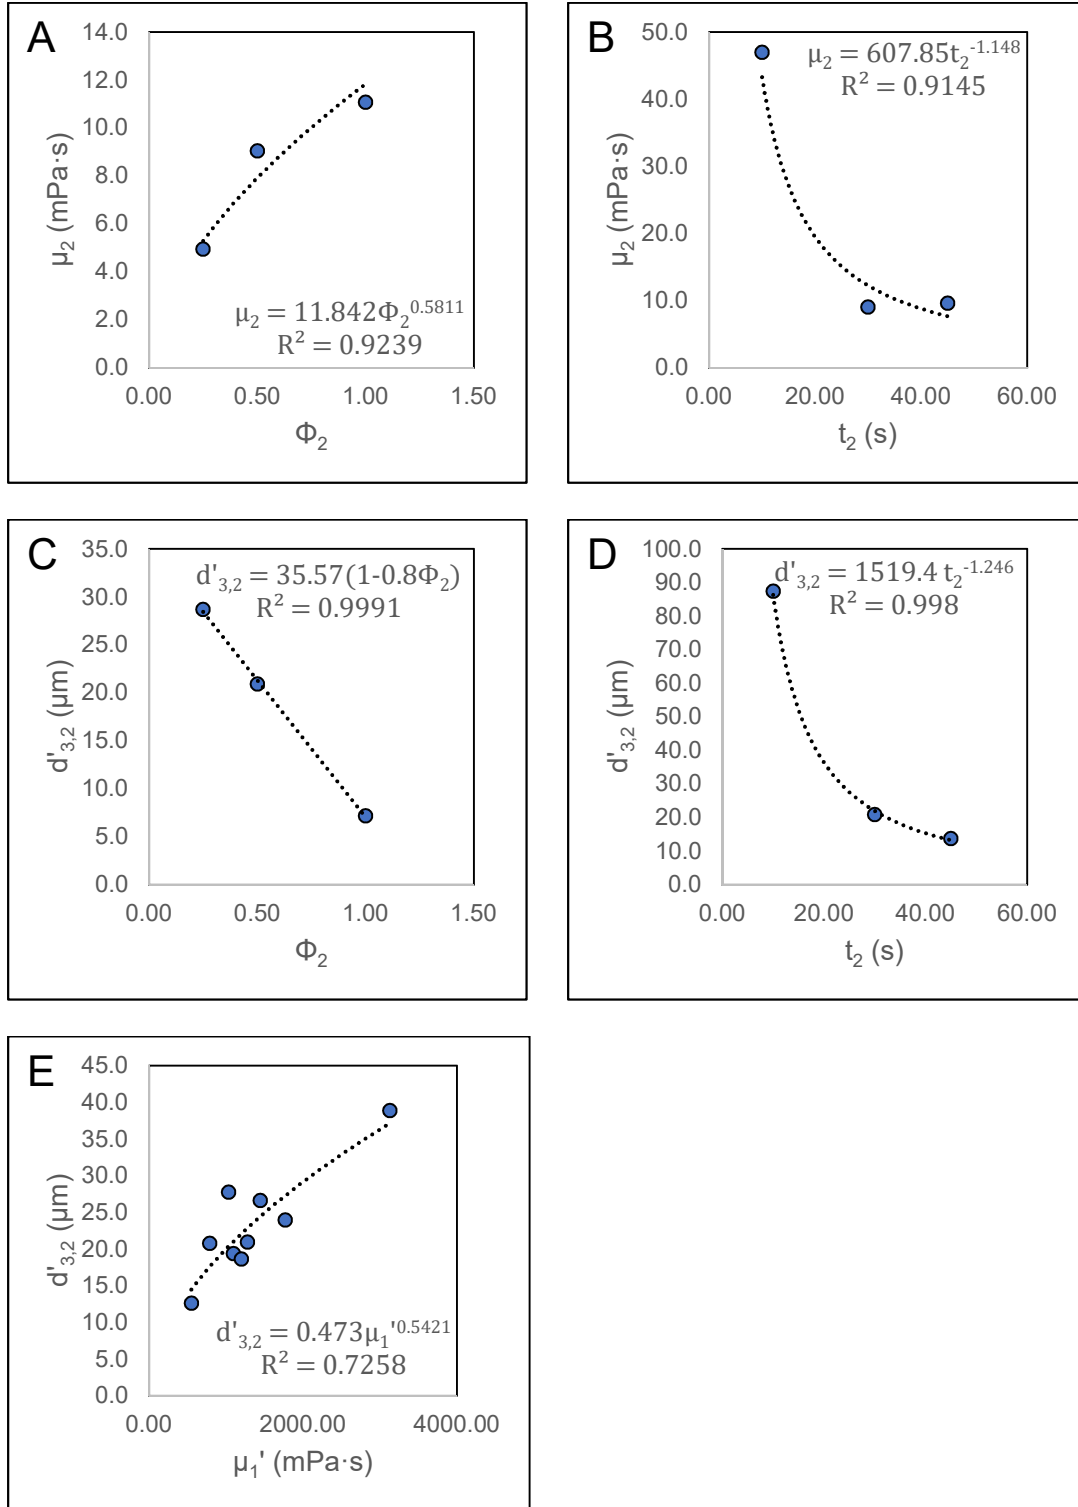 A
14.0
12.0
10.0
8.0
6.0
4.0
2.0
0.0
μ₂ (mPa·s)
μ₂ = 11.842Φ₂^0.5811
R² = 0.9239
0.00 0.50 1.00 1.50
Φ₂
B
50.0
40.0
30.0
20.0
10.0
0.0
μ₂ (mPa·s)
μ₂ = 607.85t₂^-1.148
R² = 0.9145
0.00 20.00 40.00 60.00
t₂ (s)
C
35.0
30.0
25.0
20.0
15.0
10.0
5.0
0.0
d'₃,₂ (μm)
d'₃,₂ = 35.57(1-0.8Φ₂)
R² = 0.9991
0.00 0.50 1.00 1.50
Φ₂
D
100.0
90.0
80.0
70.0
60.0
50.0
40.0
30.0
20.0
10.0
0.0
d'₃,₂ (μm)
d'₃,₂ = 1519.4 t₂^-1.246
R² = 0.998
0.00 20.00 40.00 60.00
t₂ (s)
E
45.0
40.0
35.0
30.0
25.0
20.0
15.0
10.0
5.0
0.0
d'₃,₂ (μm)
d'₃,₂ = 0.473μ₁'^0.5421
R² = 0.7258
0.00 2000.00 4000.00
μ₁' (mPa·s)